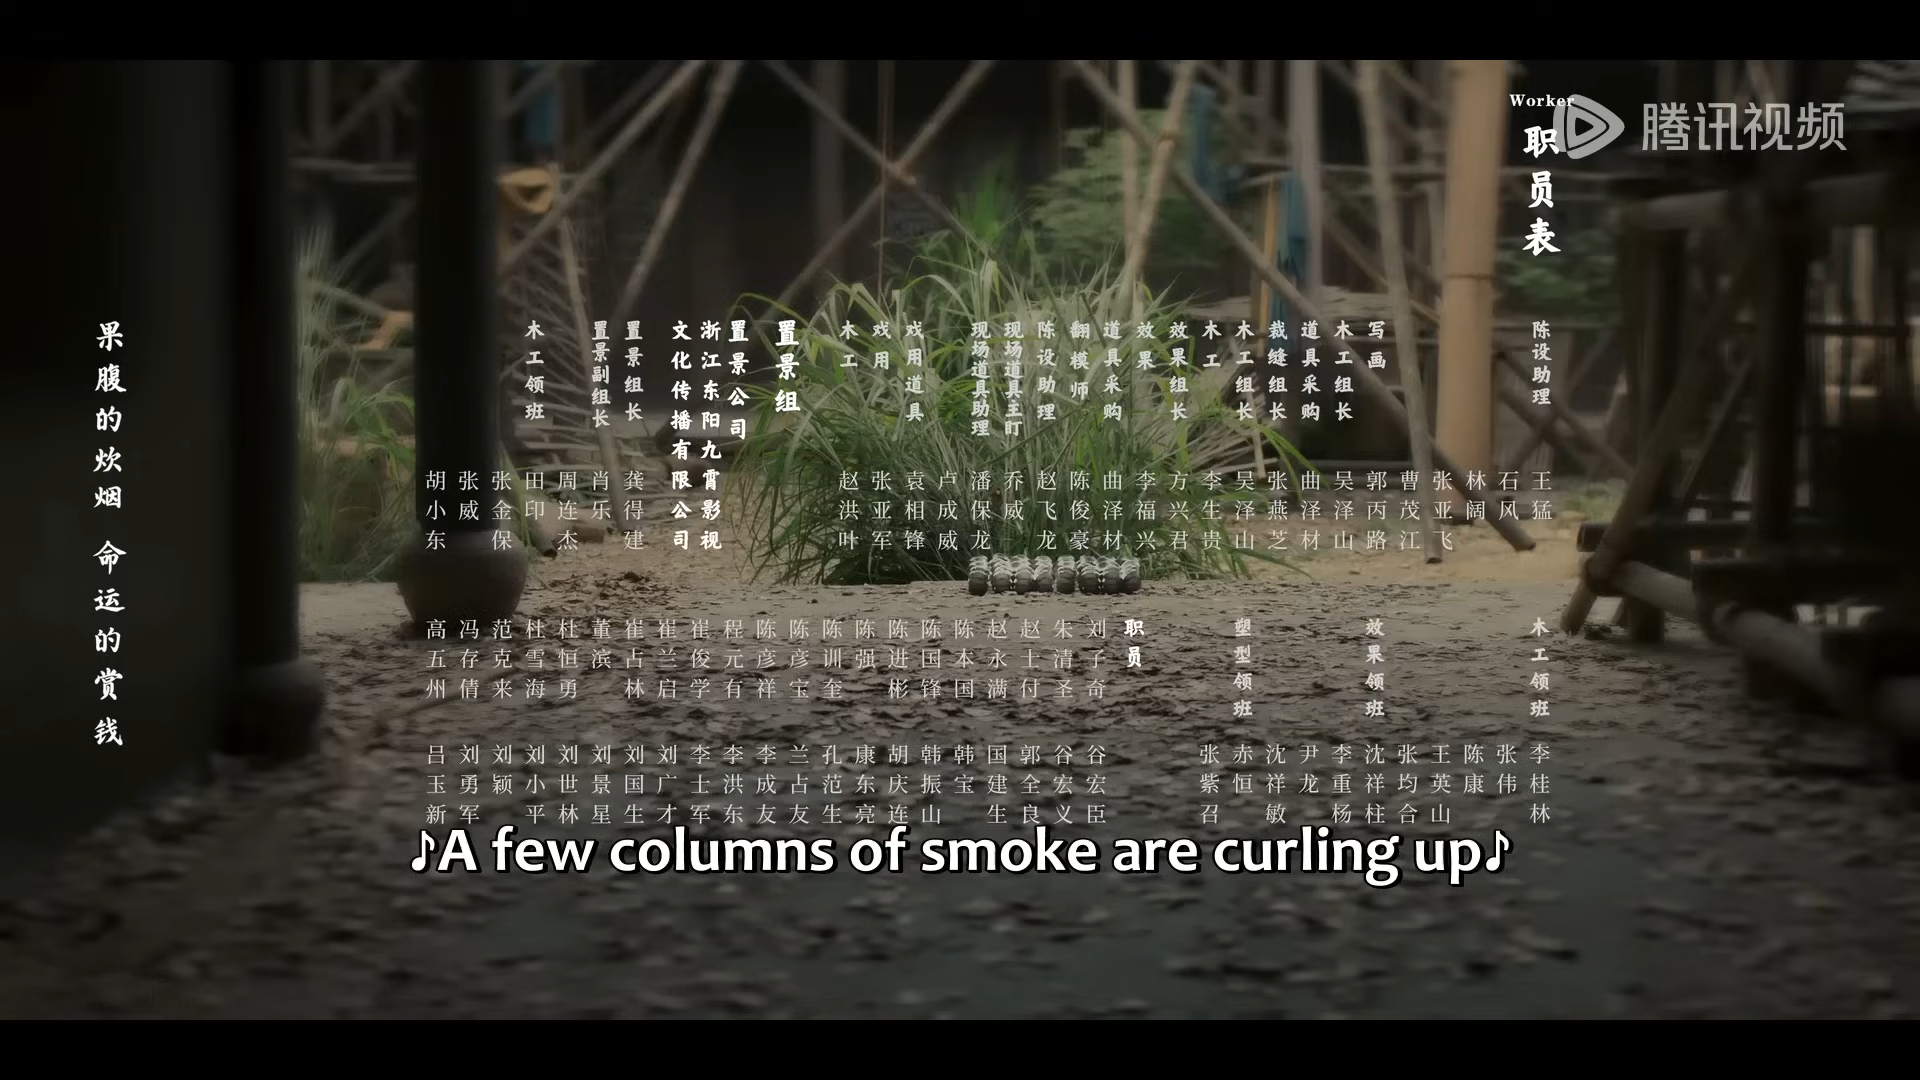 Worker
腾讯视频
职员表
陈设助理
王猛
石风
林阔
张亚飞
曹茂江
写画
郭丙路
木工组长
吴泽山
道具采购
曲泽材
裁缝组长
张燕芝
木工组长
吴泽山
木工
李生贵
效果组长
方兴君
效果
李福兴
道具采购
曲泽材
翻模师
陈俊豪
陈设助理
赵飞龙
现场道具主盯
乔威
现场道具助理
潘保龙
卢成威
戏用道具
袁相锋
戏用
张亚军
木工
赵洪叶
置景组
置景公司
浙江东阳九霄影视
文化传播有限公司
置景组长
龚得建
置景副组长
肖乐
周连杰
木工领班
田印
张金保
张威
胡小东
木工领班
效果领班
塑型领班
李桂林
张伟
陈康
王英山
张均合
沈祥柱
李重杨
尹龙
沈祥敏
赤恒
张紫召
职员
刘子奇
朱清圣
赵士付
赵永满
陈本国
陈国锋
陈进彬
陈强
陈训奎
陈彦宝
陈彦祥
程元有
崔俊学
崔兰启
崔占林
董滨
杜恒勇
杜雪海
范克来
冯存倩
高五州
谷宏臣
谷宏义
郭全良
国建生
韩宝
韩振山
胡庆连
康东亮
孔范生
兰占友
李成友
李洪东
李士军
刘广才
刘国生
刘景星
刘世林
刘小平
刘颖
刘勇军
吕玉新
果腹的炊烟 命运的赏钱
♪A few columns of smoke are curling up♪